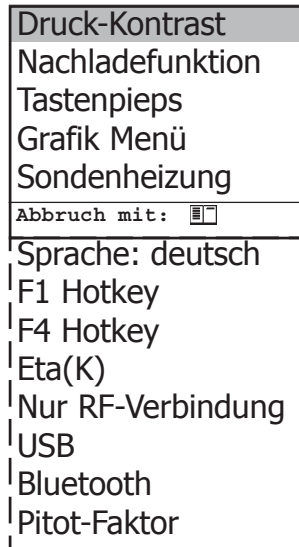 Druck-Kontrast
Nachladefunktion
Tastenpieps
Grafik Menü
Sondenheizung
Abbruch mit:
Sprache: deutsch
F1 Hotkey
F4 Hotkey
Eta(K)
Nur RF-Verbindung
USB
Bluetooth
Pitot-Faktor